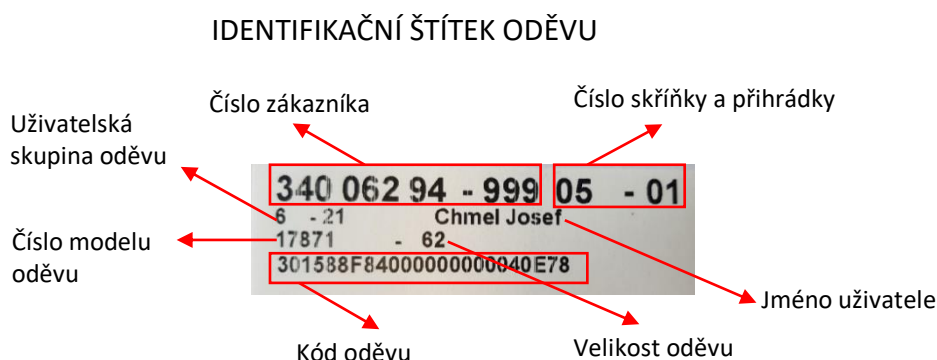 IDENTIFIKAČNÍ ŠTÍTEK ODĚVU
Číslo zákazníka
Číslo skříňky a přihrádky
Uživatelská
skupina oděvu
340 062 94 - 999 05 - 01
6 - 21 Chmel Josef
Číslo modelu
oděvu
17871 - 62
301588F84000000000040E78
Jméno uživatele
Kód oděvu
Velikost oděvu